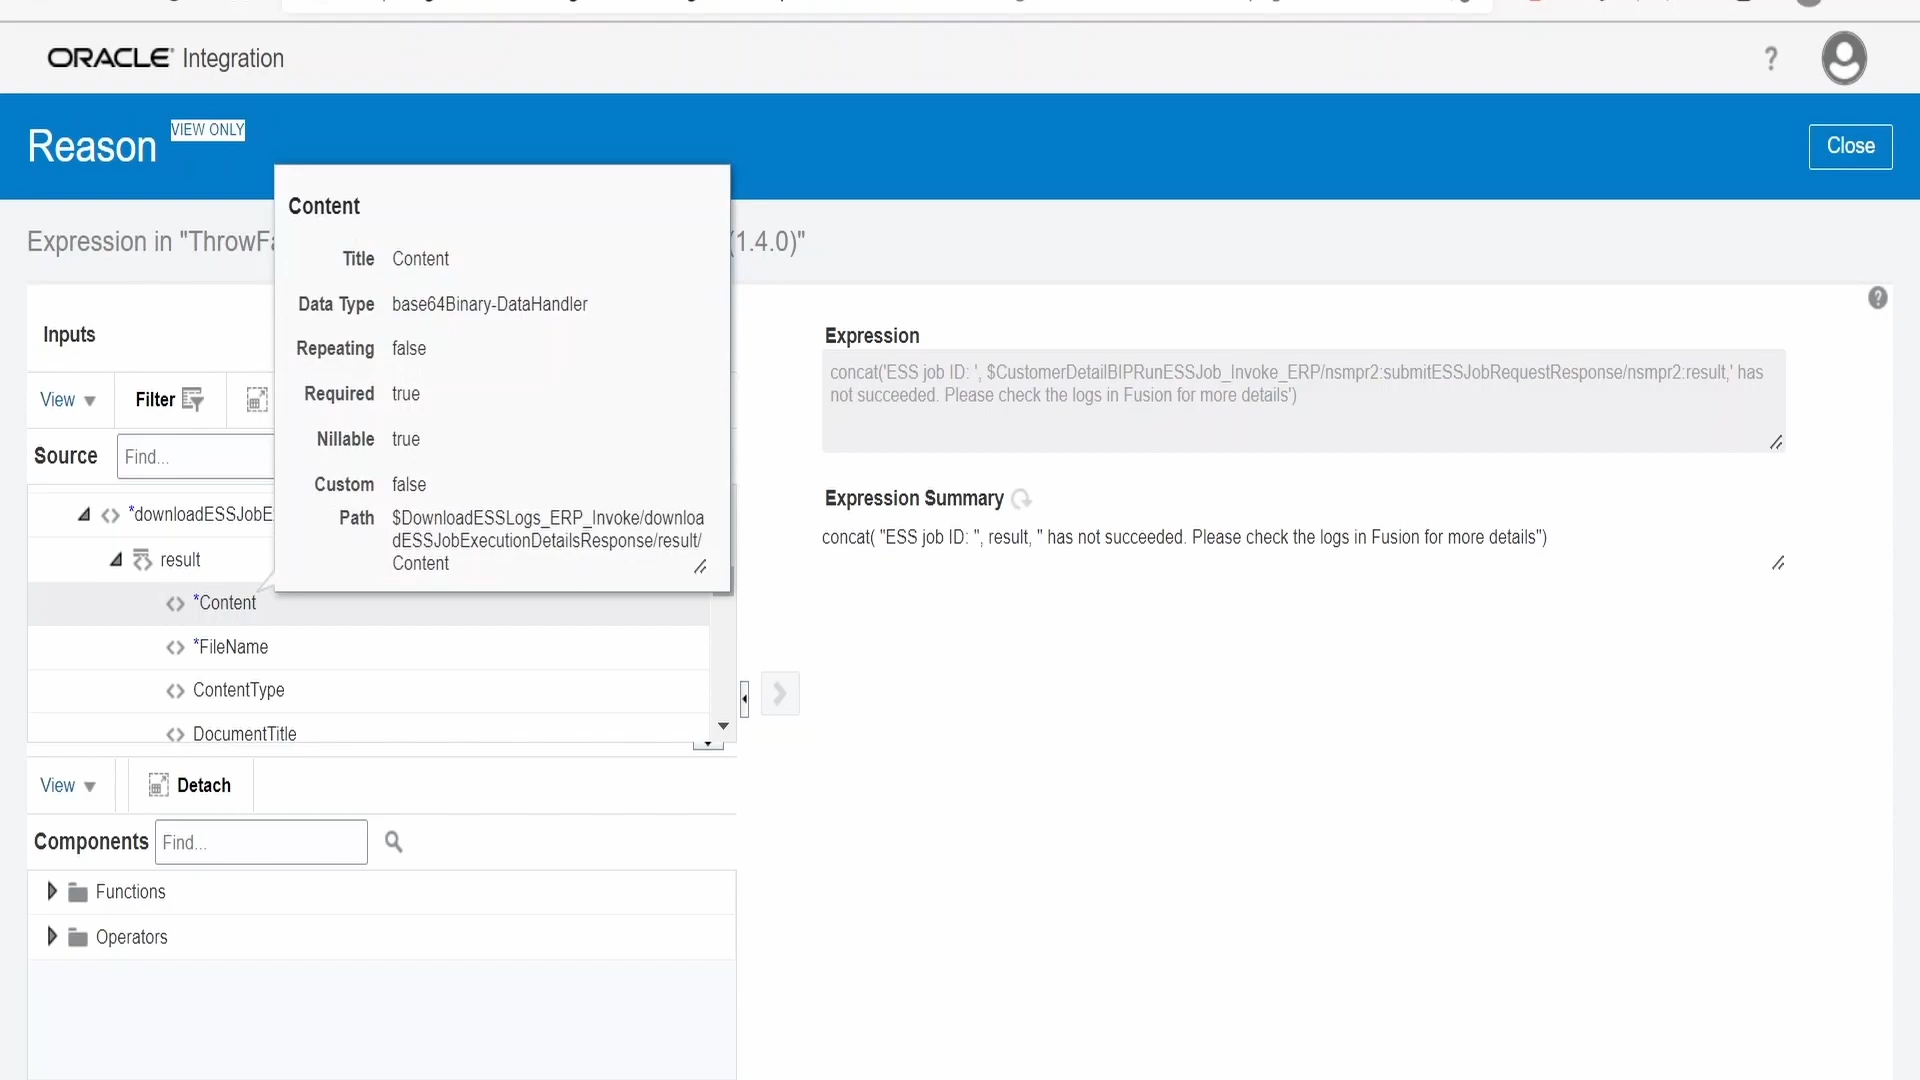 ORACLE Integration
?
Reason VIEW ONLY
Close
Content
Title Content
Data Type base64Binary-DataHandler
Repeating false
Required true
Nillable true
Custom false
Path $DownloadESSLogs_ERP_Invoke/downloa
dESSJobExecutionDetailsResponse/result/
Content
Expression in "ThrowFa
(1.4.0)"
Inputs
View Filter
Source Find...
*downloadESSJobE
result
*Content
*FileName
ContentType
DocumentTitle
View Detach
Components Find...
Functions
Operators
?
Expression
concat('ESS job ID: ', $CustomerDetailBIPRunESSJob_Invoke_ERP/nsmpr2:submitESSJobRequestResponse/nsmpr2:result,' has
not succeeded. Please check the logs in Fusion for more details')
Expression Summary
concat( "ESS job ID: ", result, " has not succeeded. Please check the logs in Fusion for more details")